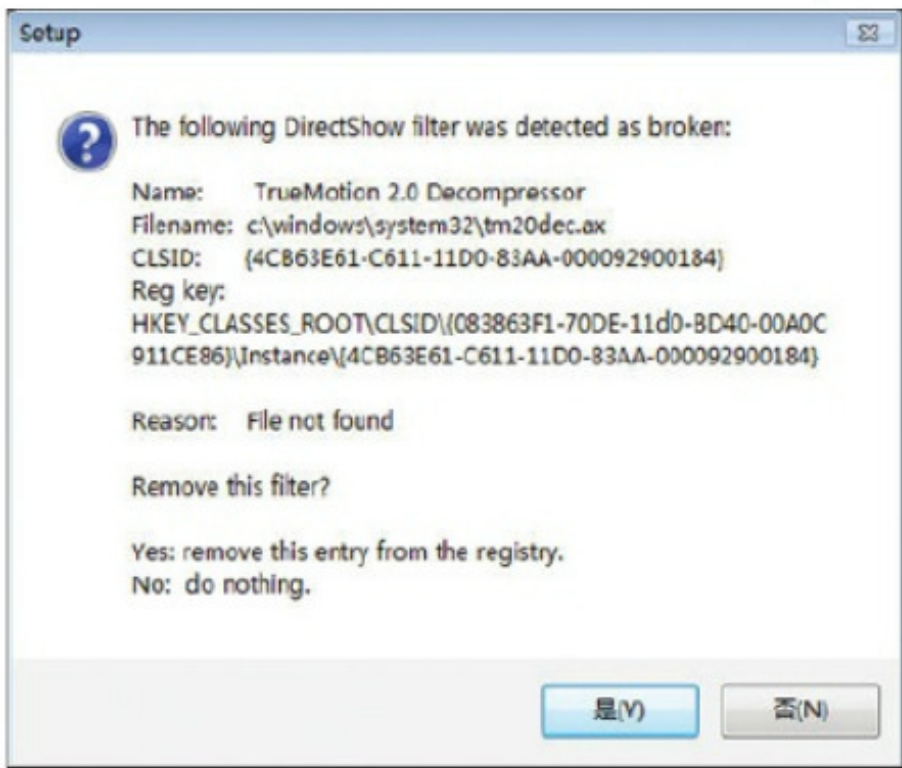 Setup
The following DirectShow filter was detected as broken:
Name: TrueMotion 2.0 Decompressor
Filename: c:\windows\system32\tm20dec.ax
CLSID: {4CB63E61-C611-11D0-83AA-000092900184}
Reg key:
HKEY_CLASSES_ROOT\CLSID\{083863F1-70DE-11d0-BD40-00A0C
911CE86}\Instance\{4CB63E61-C611-11D0-83AA-000092900184}
Reason: File not found
Remove this filter?
Yes: remove this entry from the registry.
No: do nothing.
是(Y) 否(N)